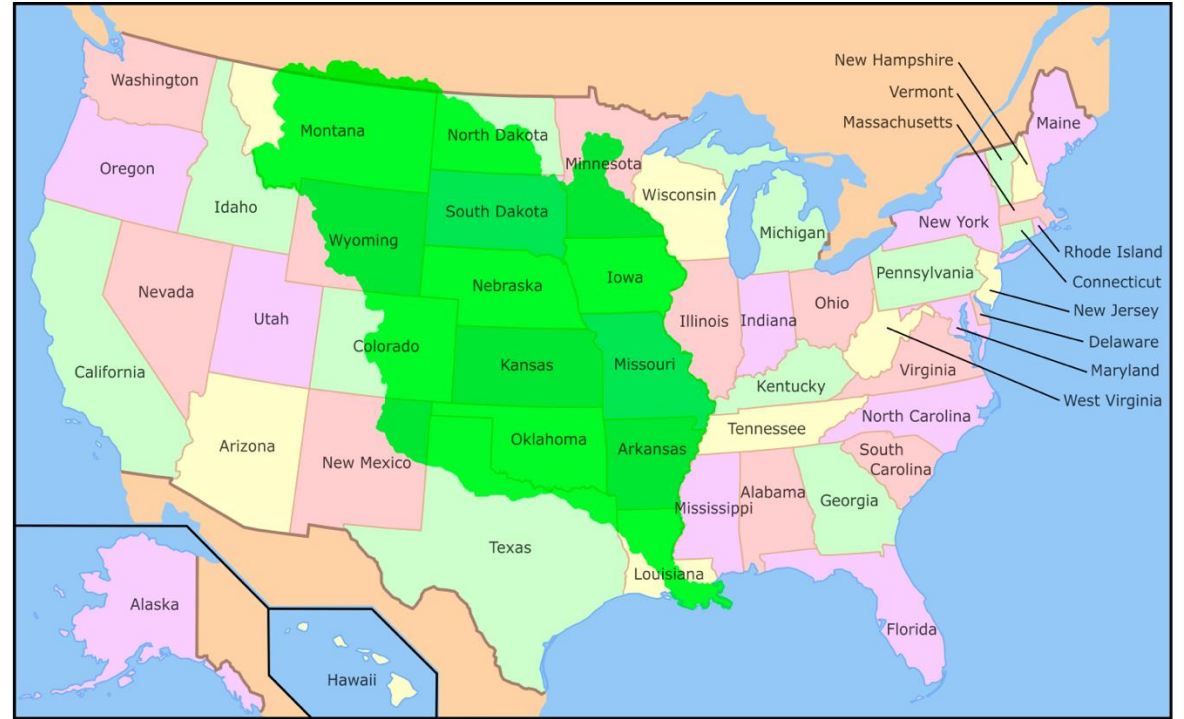 New Hampshire
Vermont
Massachusetts
Washington
Montana
North Dakota
Minnesota
Maine
Oregon
Idaho
Wisconsin
South Dakota
Wyoming
Michigan
New York
Rhode Island
Pennsylvania
Connecticut
Nebraska
Iowa
Nevada
Utah
Illinois
Indiana
Ohio
New Jersey
Colorado
Delaware
California
Kansas
Missouri
Virginia
Maryland
Kentucky
West Virginia
North Carolina
Tennessee
Arizona
New Mexico
Oklahoma
Arkansas
South
Carolina
Mississippi
Alabama
Georgia
Texas
Louisiana
Alaska
Florida
Hawaii